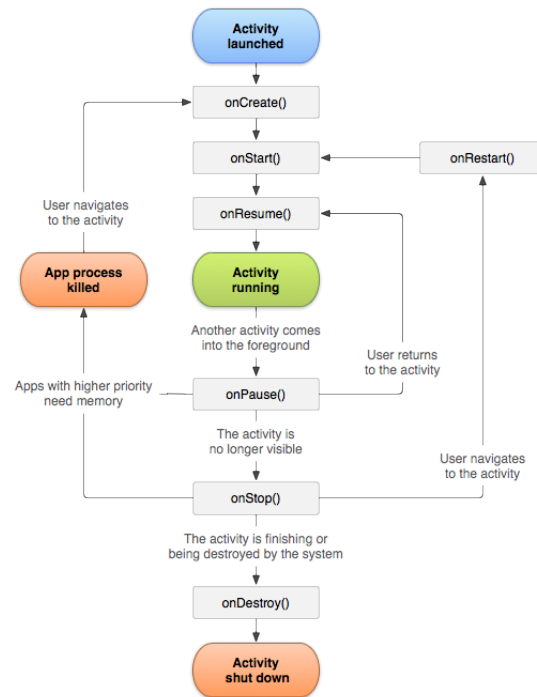 Activity
launched
onCreate()
onStart()
onRestart()
User navigates
to the activity
onResume()
App process
killed
Activity
running
Another activity comes
into the foreground
User returns
to the activity
Apps with higher priority
need memory
onPause()
The activity is
no longer visible
User navigates
to the activity
onStop()
The activity is finishing or
being destroyed by the system
onDestroy()
Activity
shut down